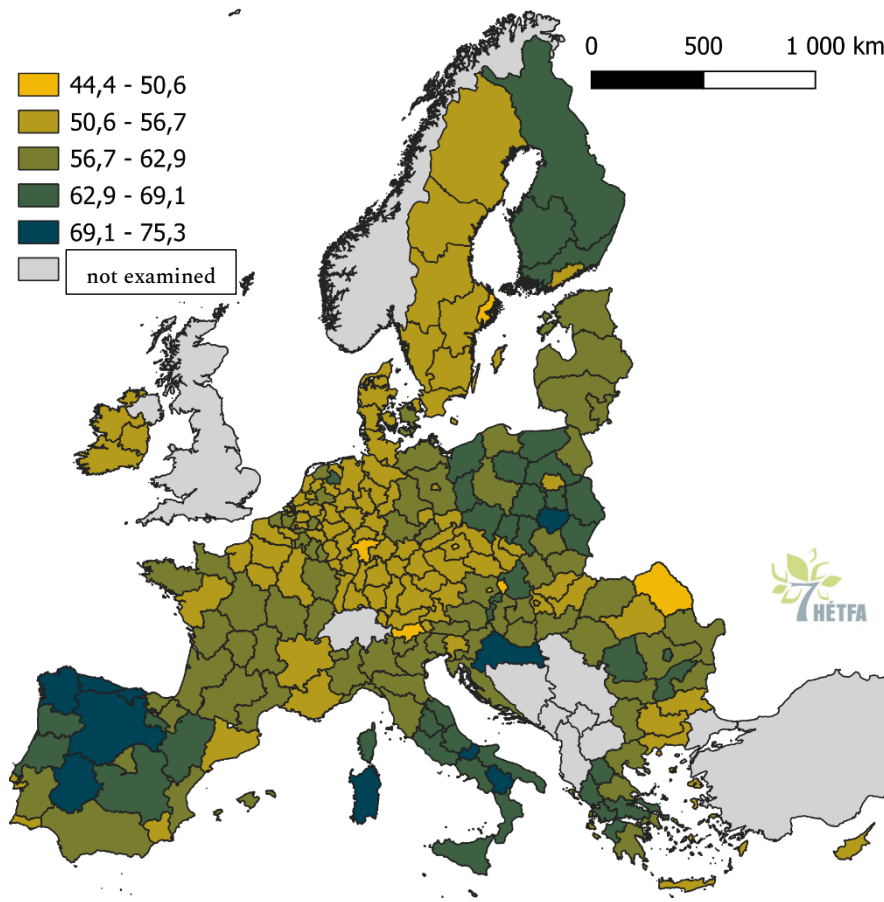 0 500 1 000 km
44,4 - 50,6
50,6 - 56,7
56,7 - 62,9
62,9 - 69,1
69,1 - 75,3
not examined
7
HÉTFA